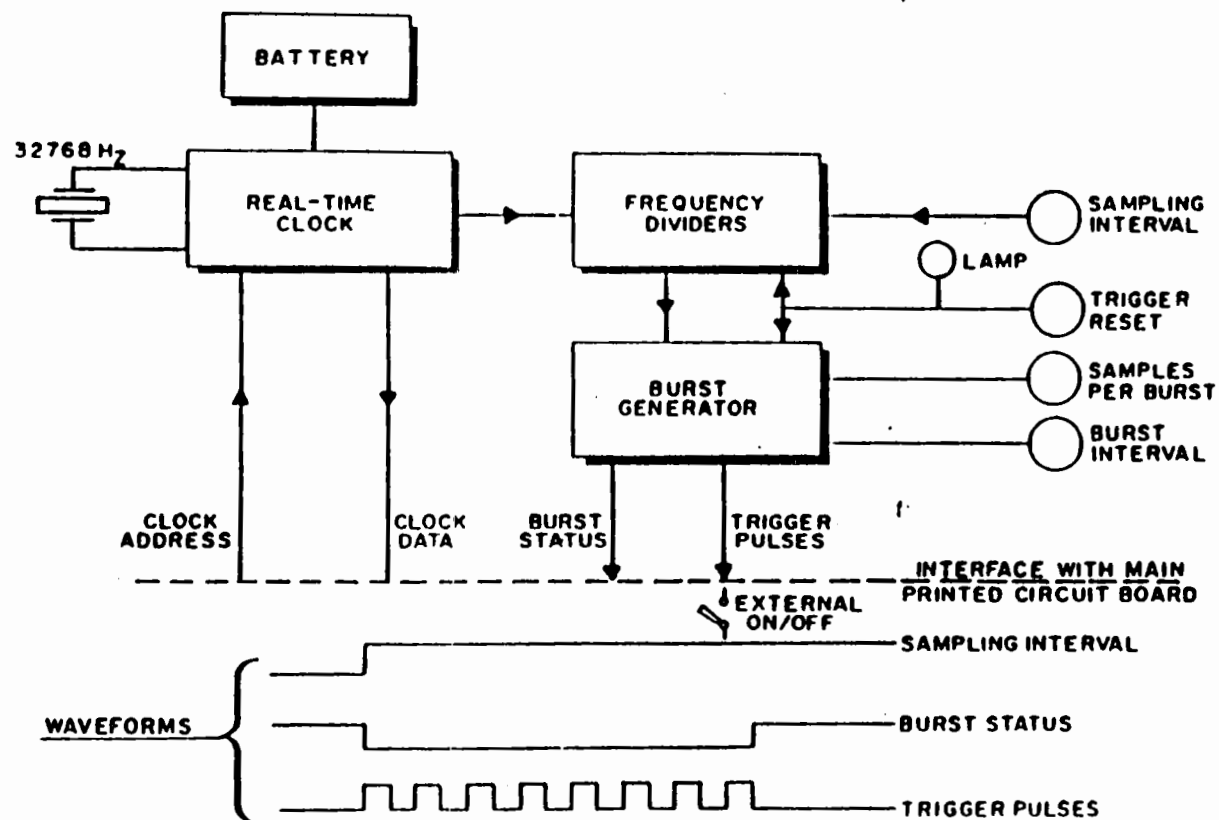 BATTERY
32768 HZ
REAL-TIME
CLOCK
FREQUENCY
DIVIDERS
SAMPLING
INTERVAL
LAMP
TRIGGER
RESET
BURST
GENERATOR
SAMPLES
PER BURST
BURST
INTERVAL
CLOCK
ADDRESS
CLOCK
DATA
BURST
STATUS
TRIGGER
PULSES
INTERFACE WITH MAIN
PRINTED CIRCUIT BOARD
EXTERNAL
ON/OFF
SAMPLING INTERVAL
WAVEFORMS
BURST STATUS
TRIGGER PULSES